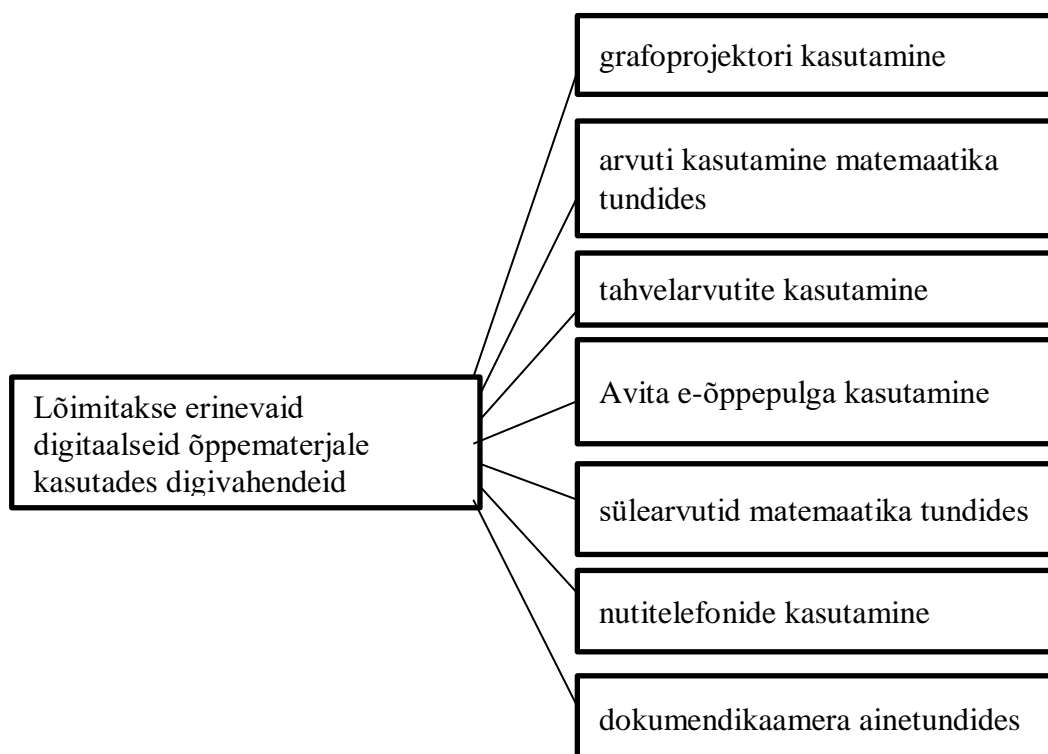 grafoprojektori kasutamine
arvuti kasutamine matemaatika
tundides
tahvelarvutite kasutamine
Lõimitakse erinevaid
digitaalseid õppematerjale
kasutades digivahendeid
Avita e-õppepulga kasutamine
sülearvutid matemaatika tundides
nutitelefonide kasutamine
dokumendikaamera ainetundides